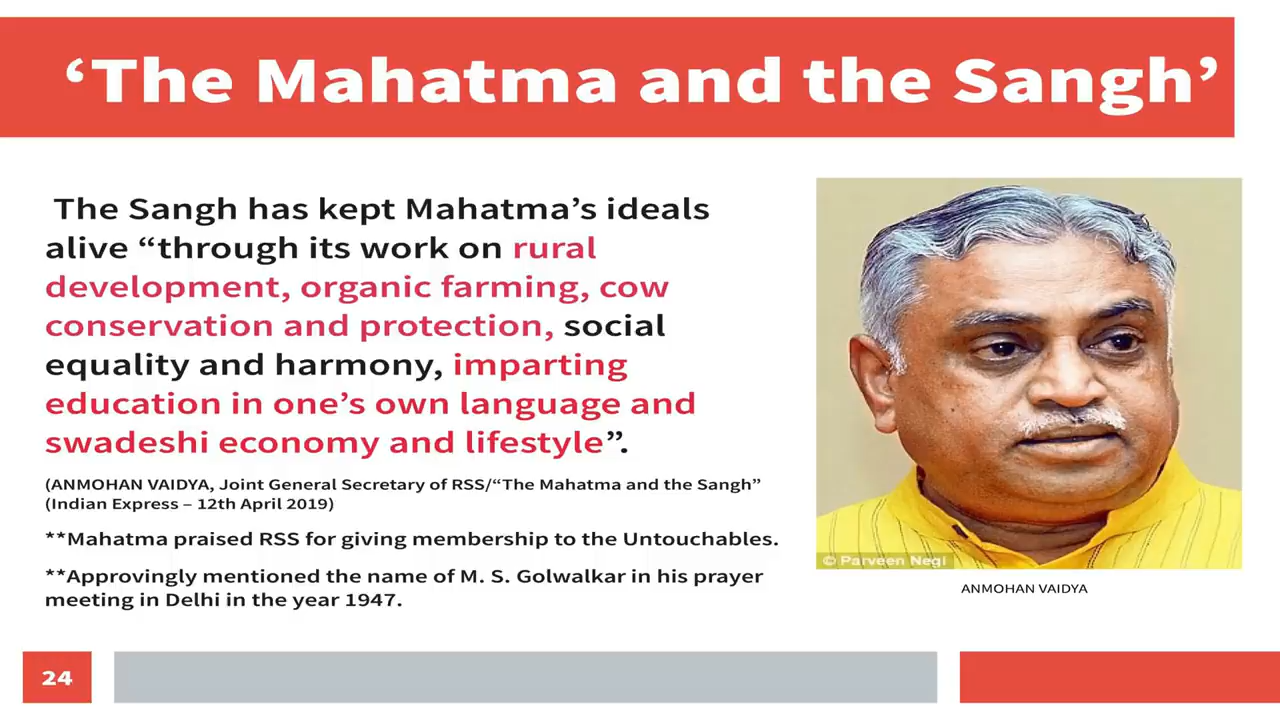 ‘The Mahatma and the Sangh’
The Sangh has kept Mahatma’s ideals
alive “through its work on rural
development, organic farming, cow
conservation and protection, social
equality and harmony, imparting
education in one’s own language and
swadeshi economy and lifestyle”.
(ANMOHAN VAIDYA, Joint General Secretary of RSS/“The Mahatma and the Sangh”
(Indian Express – 12th April 2019)
**Mahatma praised RSS for giving membership to the Untouchables.
**Approvingly mentioned the name of M. S. Golwalkar in his prayer
meeting in Delhi in the year 1947.
© Parveen Negi
ANMOHAN VAIDYA
24